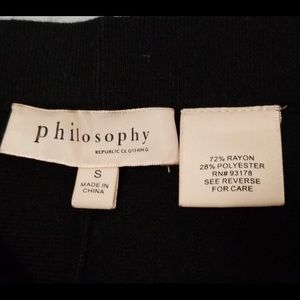 philosophy
REPUBLIC CLOTHING
S
MADE IN
CHINA
72% RAYON
28% POLYESTER
RN# 93178
SEE REVERSE
FOR CARE